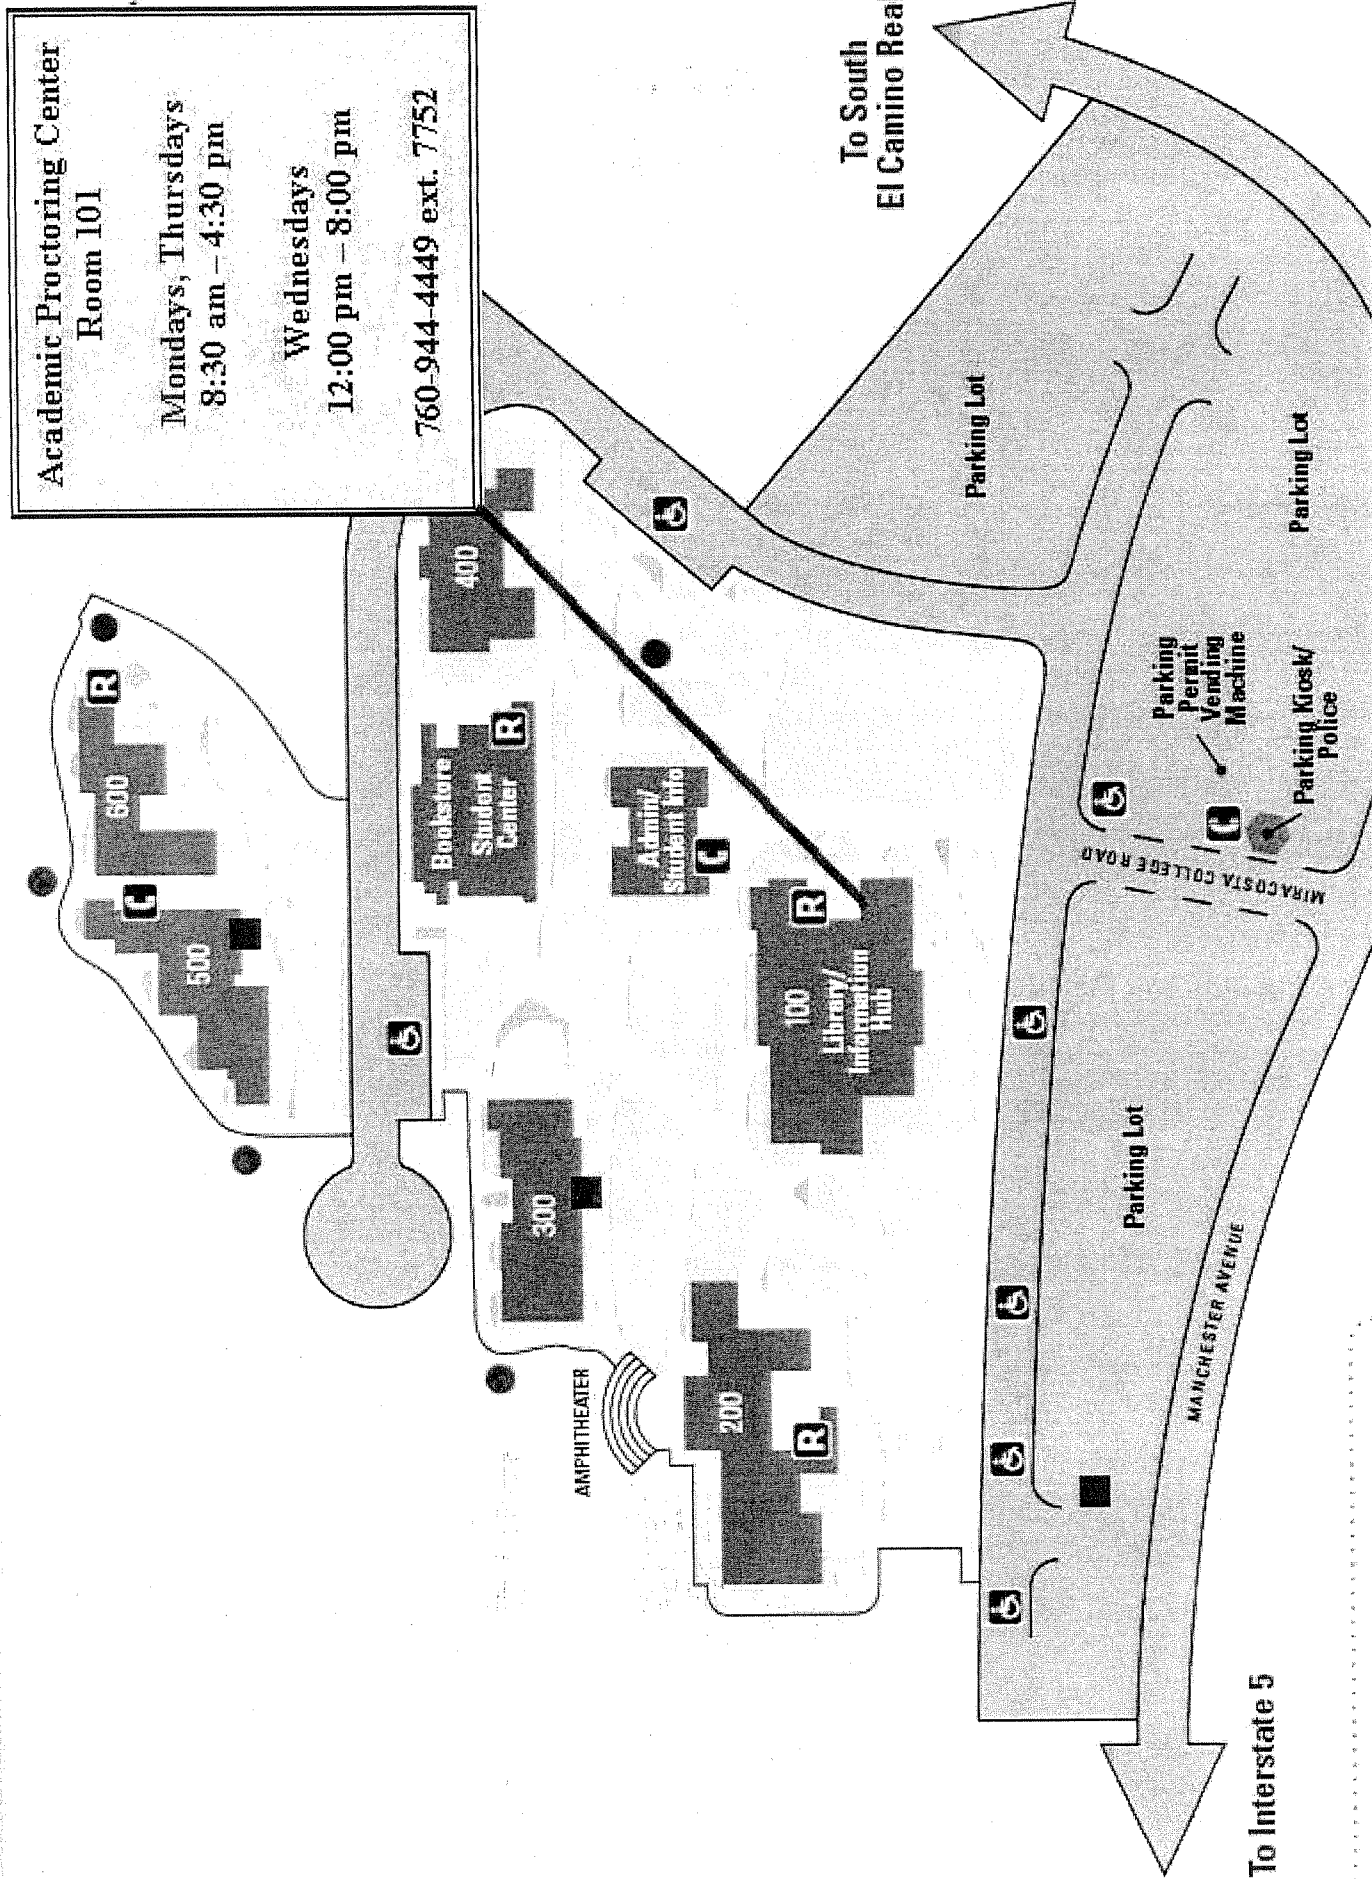 Academic Proctoring Center
Room 101
Mondays, Thursdays
8:30 am – 4:30 pm
Wednesdays
12:00 pm – 8:00 pm
760-944-4449 ext. 7752
600
R
C
500
400
Bookstore
Student
Center
R
Admin/
Student Info
C
300
100
Library/
Information
Hub
R
AMPHITHEATER
200
R
To South
El Camino Rea
Parking Lot
Parking Lot
Parking
Permit
Vending
Machine
C
Parking Kiosk/
Police
MIRACOSTA COLLEGE ROAD
Parking Lot
MANCHESTER AVENUE
To Interstate 5